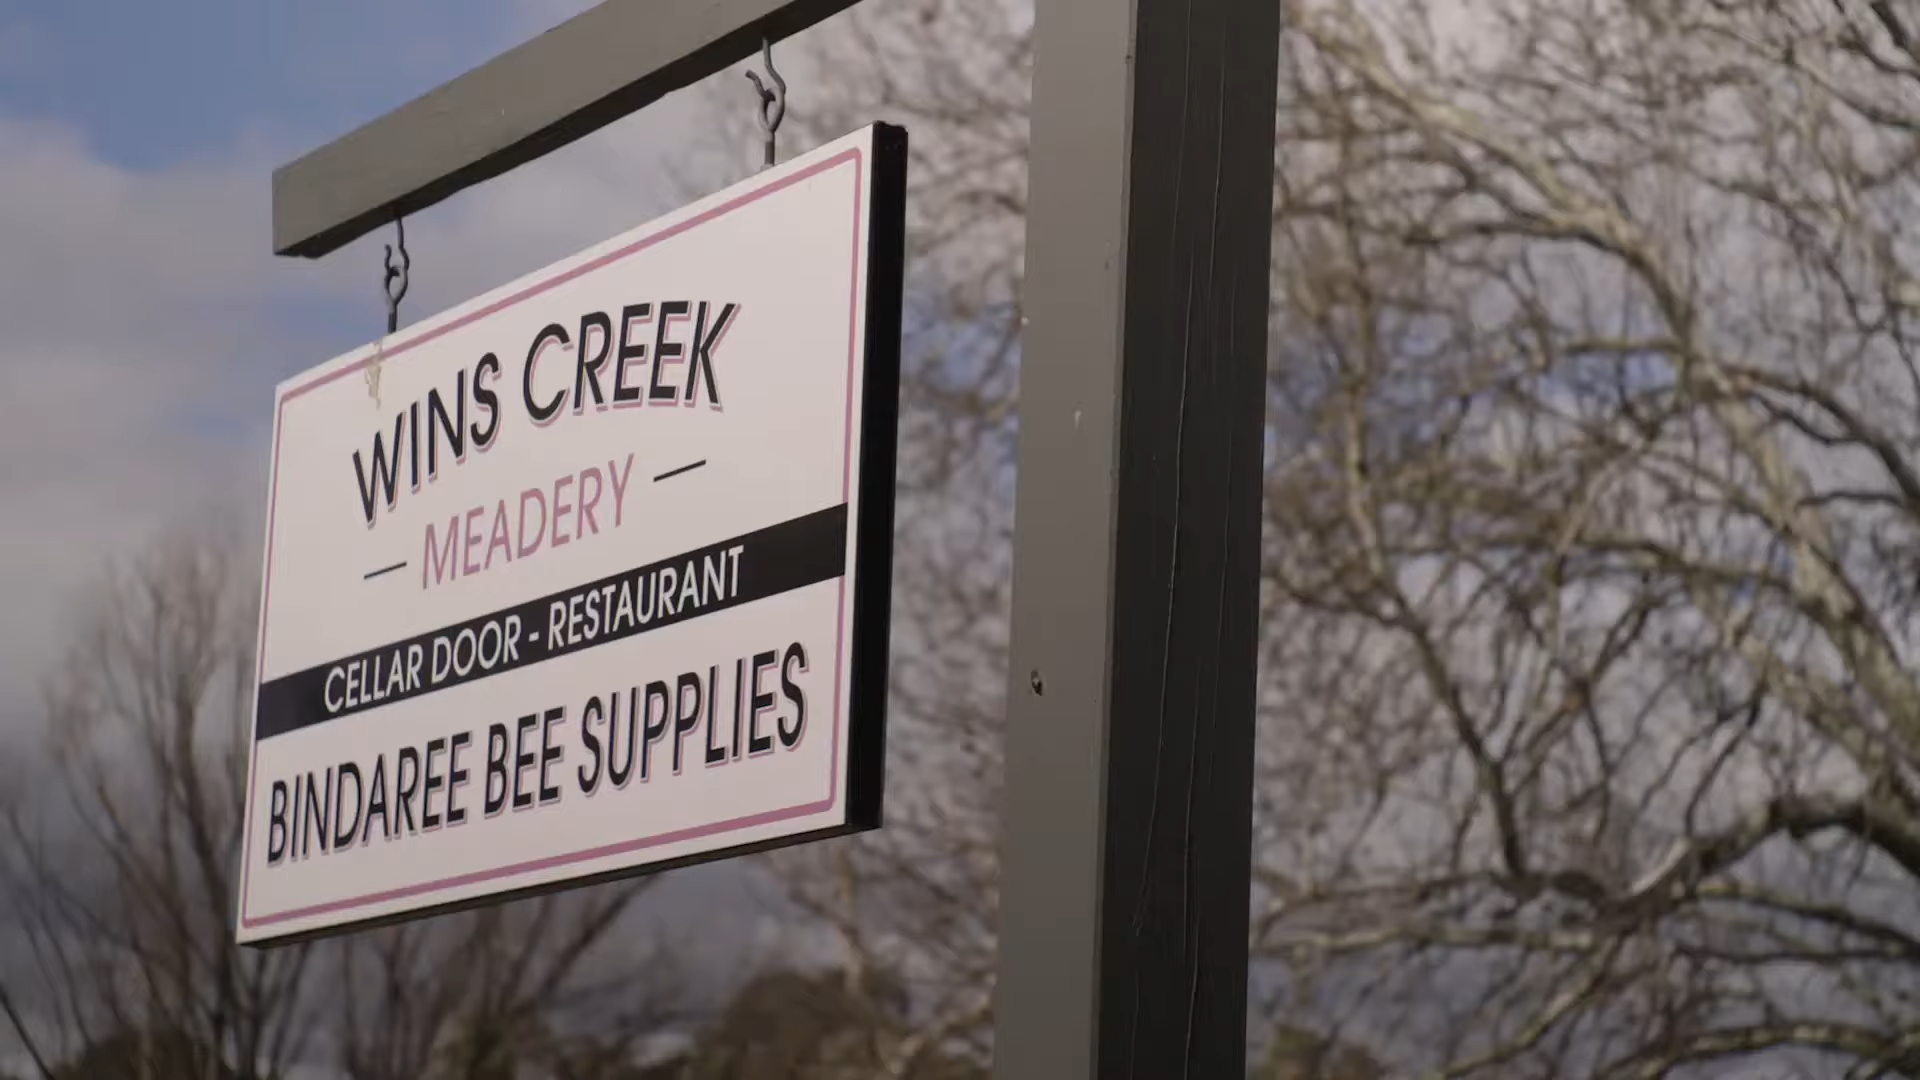 WINS CREEK
— MEADERY —
CELLAR DOOR - RESTAURANT
BINDAREE BEE SUPPLIES